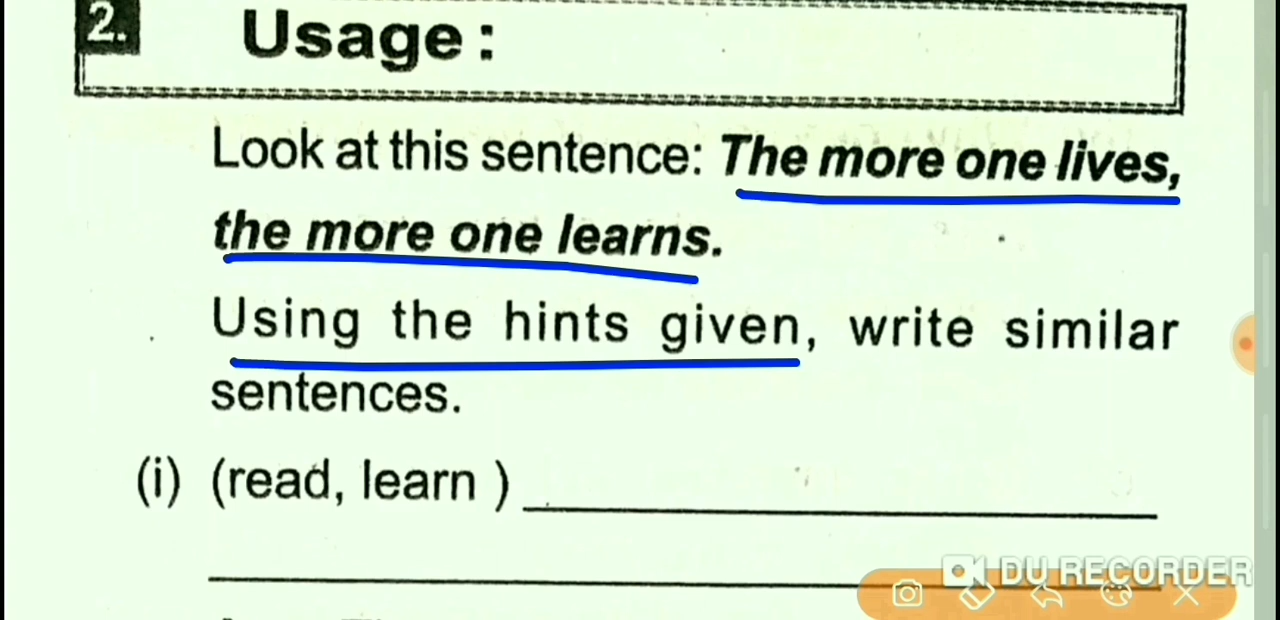 2. Usage :
Look at this sentence: The more one lives,
the more one learns.
Using the hints given, write similar
sentences.
(i) (read, learn )
DU RECORDER